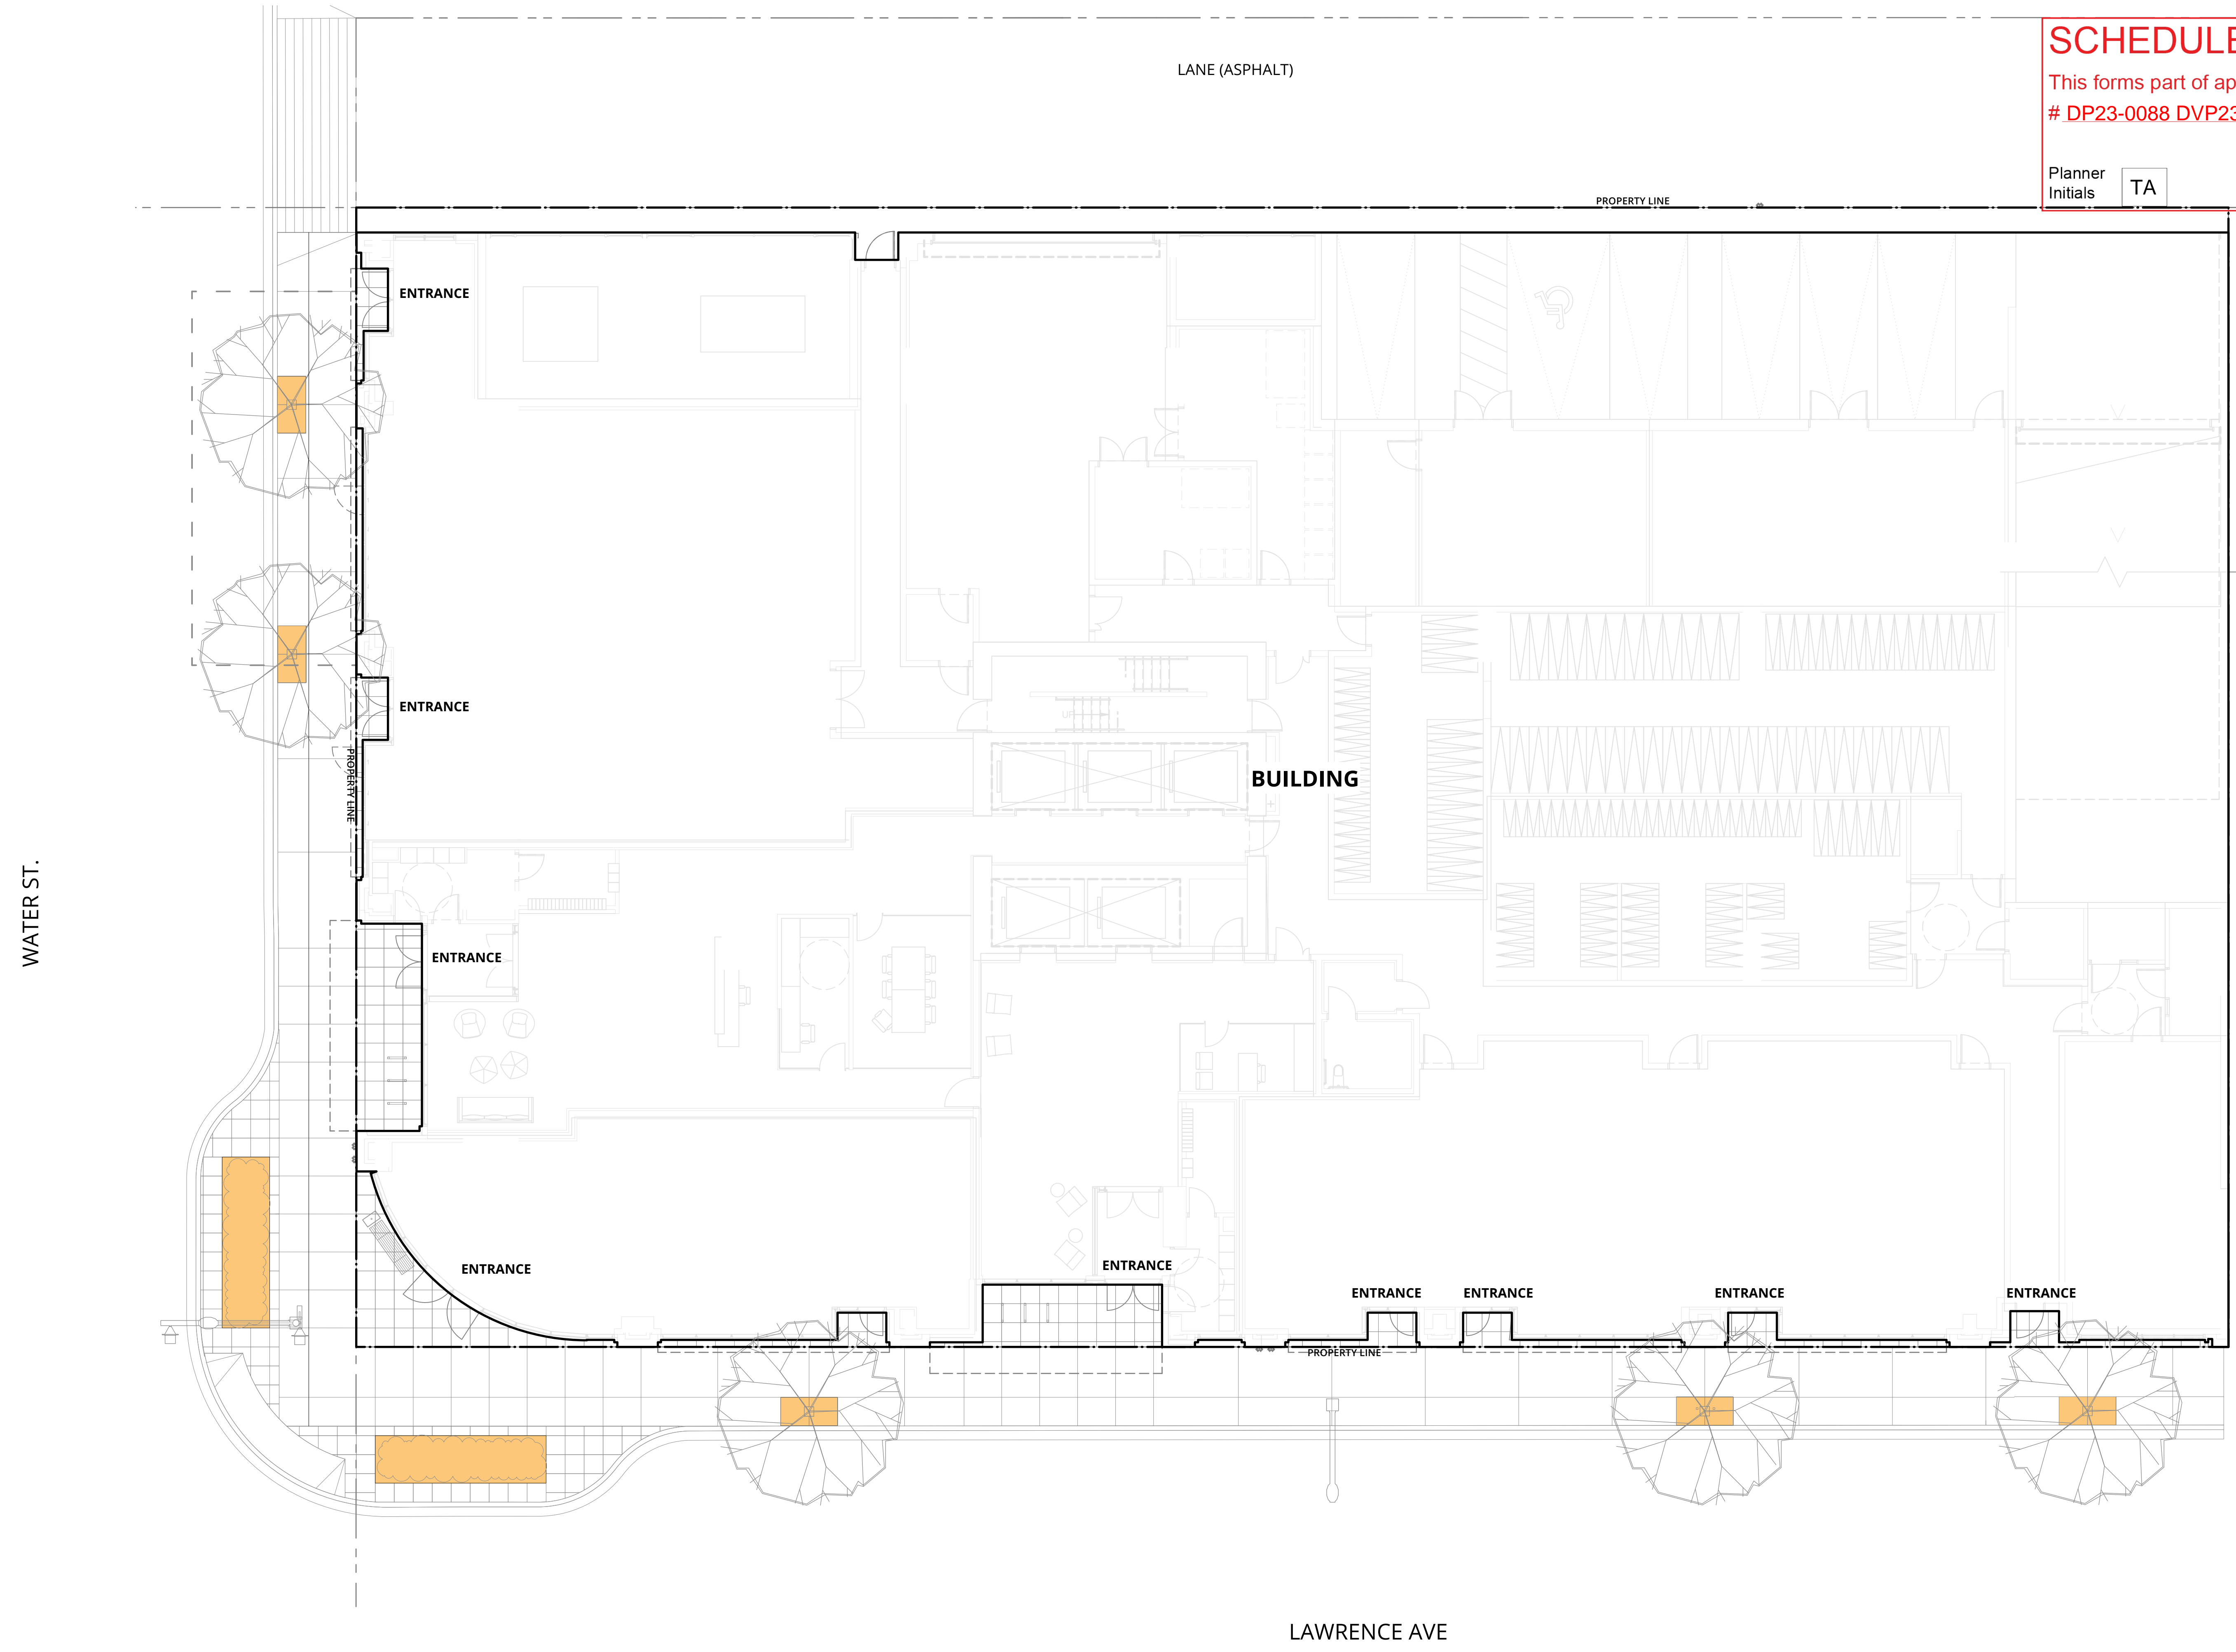 SCHEDULE
This forms part of ap
# DP23-0088 DVP23
Planner
Initials
TA
LANE (ASPHALT)
PROPERTY LINE
ENTRANCE
ENTRANCE
PROPERTY LINE
BUILDING
WATER ST.
ENTRANCE
ENTRANCE
ENTRANCE
ENTRANCE
ENTRANCE
ENTRANCE
ENTRANCE
PROPERTY LINE
LAWRENCE AVE